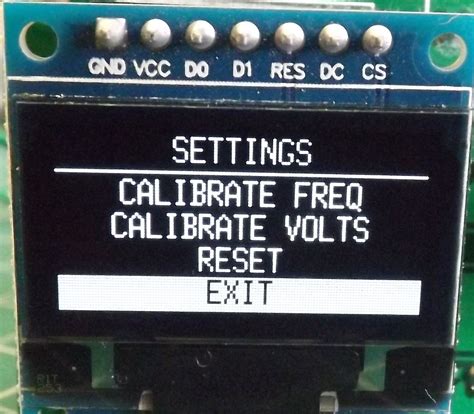 GND VCC D0 D1 RES DC CS
SETTINGS
CALIBRATE FREQ
CALIBRATE VOLTS
RESET
EXIT